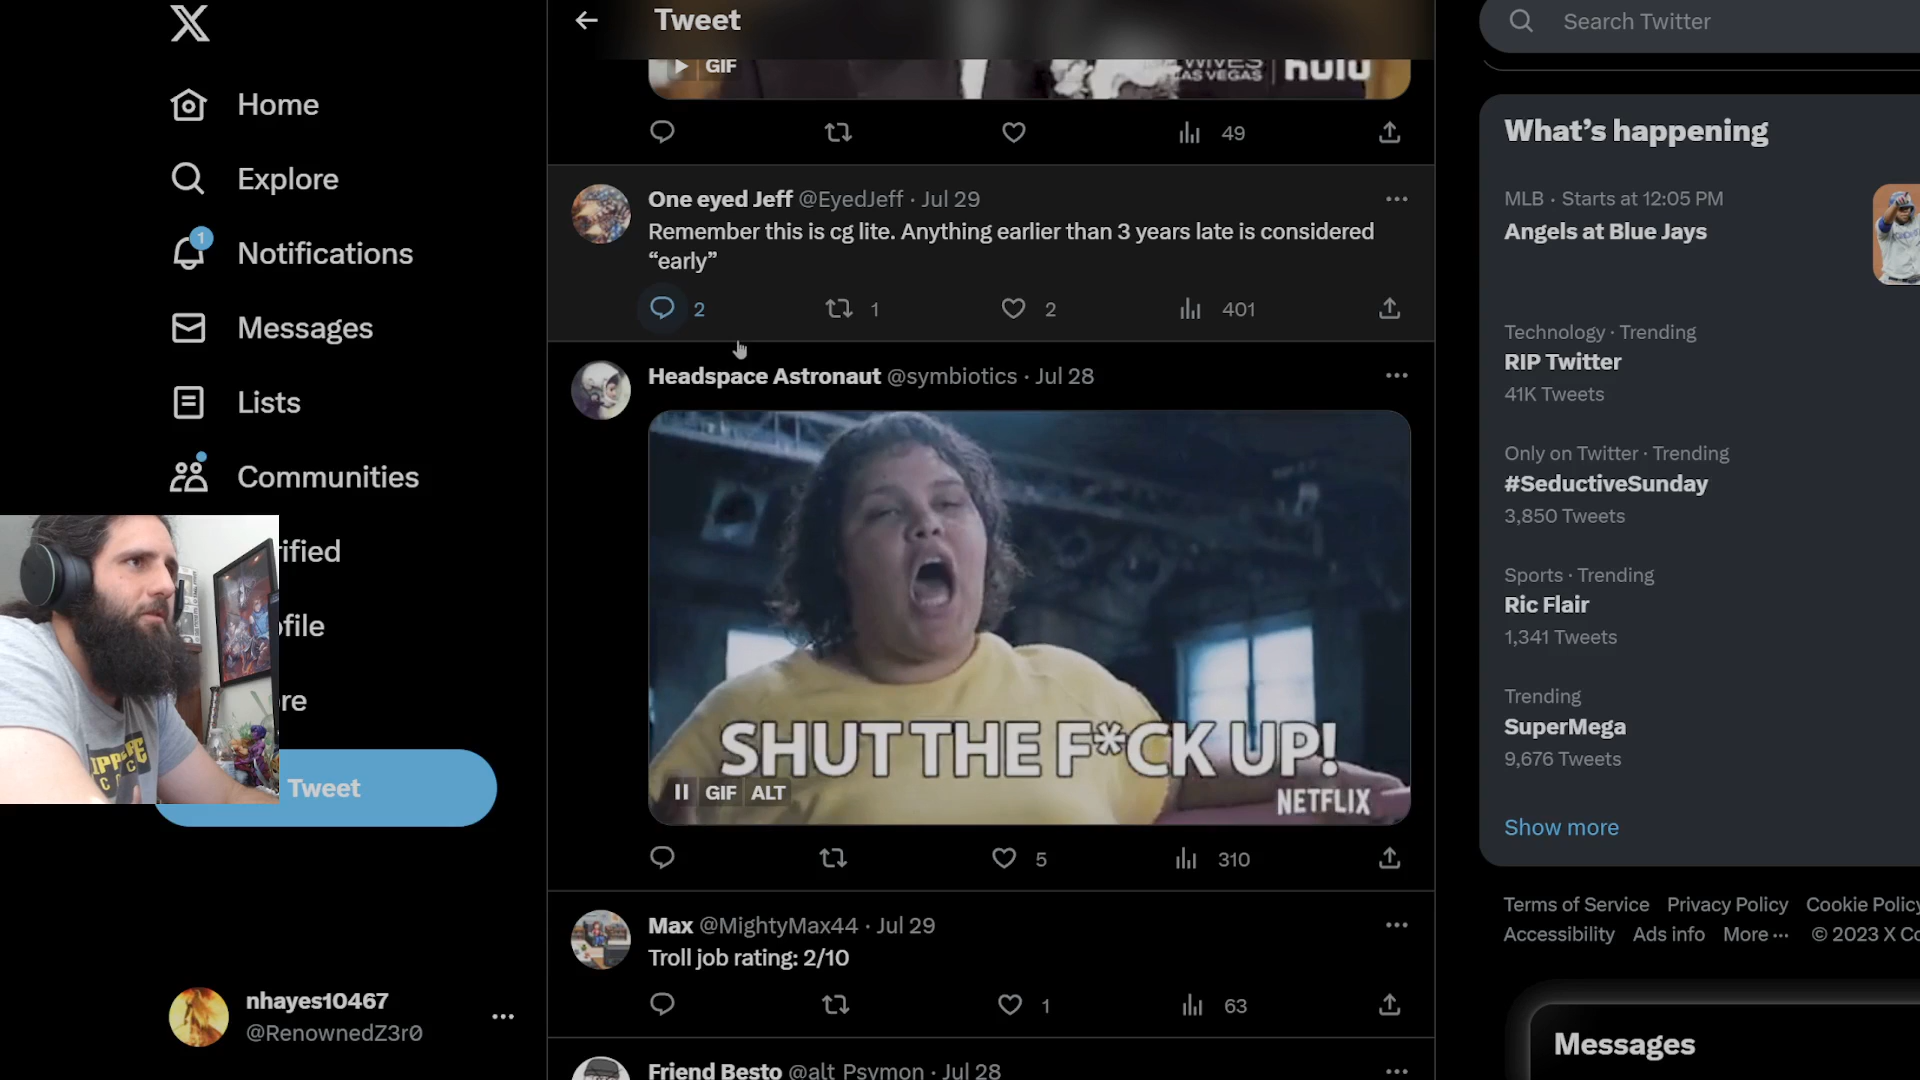 Tweet
Search Twitter
GIF
WIVES
LAS VEGAS
hulu
49
Home
Explore
1
Notifications
Messages
Lists
Communities
rified
ofile
re
Tweet
nhayes10467
@RenownedZ3r0
One eyed Jeff @EyedJeff · Jul 29
Remember this is cg lite. Anything earlier than 3 years late is considered
“early”
2
1
2
401
Headspace Astronaut @symbiotics · Jul 28
SHUT THE F*CK UP!
GIF ALT
NETFLIX
5
310
Max @MightyMax44 · Jul 29
Troll job rating: 2/10
1
63
Friend Besto @alt_Psymon · Jul 28
What’s happening
MLB · Starts at 12:05 PM
Angels at Blue Jays
Technology · Trending
RIP Twitter
41K Tweets
Only on Twitter · Trending
#SeductiveSunday
3,850 Tweets
Sports · Trending
Ric Flair
1,341 Tweets
Trending
SuperMega
9,676 Tweets
Show more
Terms of Service Privacy Policy Cookie Policy
Accessibility Ads info More ··· © 2023 X Co
Messages